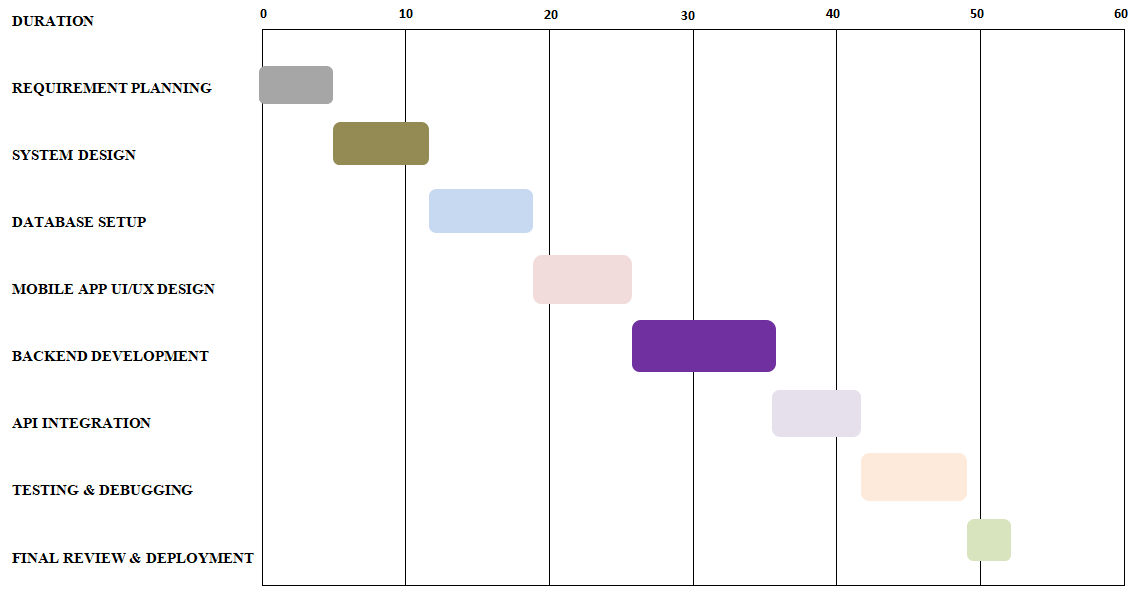 DURATION
0 10 20 30 40 50 60
REQUIREMENT PLANNING
SYSTEM DESIGN
DATABASE SETUP
MOBILE APP UI/UX DESIGN
BACKEND DEVELOPMENT
API INTEGRATION
TESTING & DEBUGGING
FINAL REVIEW & DEPLOYMENT